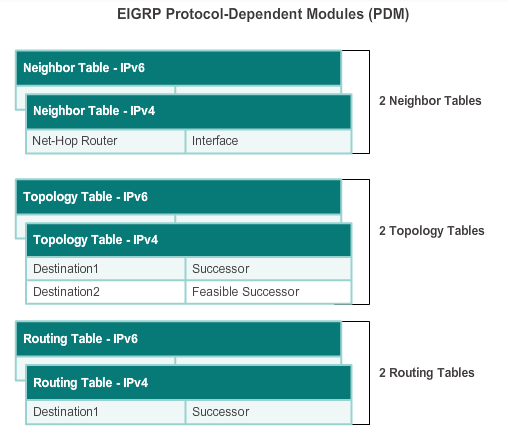 EIGRP Protocol-Dependent Modules (PDM)
Neighbor Table - IPv6
Neighbor Table - IPv4
Net-Hop Router Interface
2 Neighbor Tables
Topology Table - IPv6
Topology Table - IPv4
Destination1 Successor
Destination2 Feasible Successor
2 Topology Tables
Routing Table - IPv6
Routing Table - IPv4
Destination1 Successor
2 Routing Tables